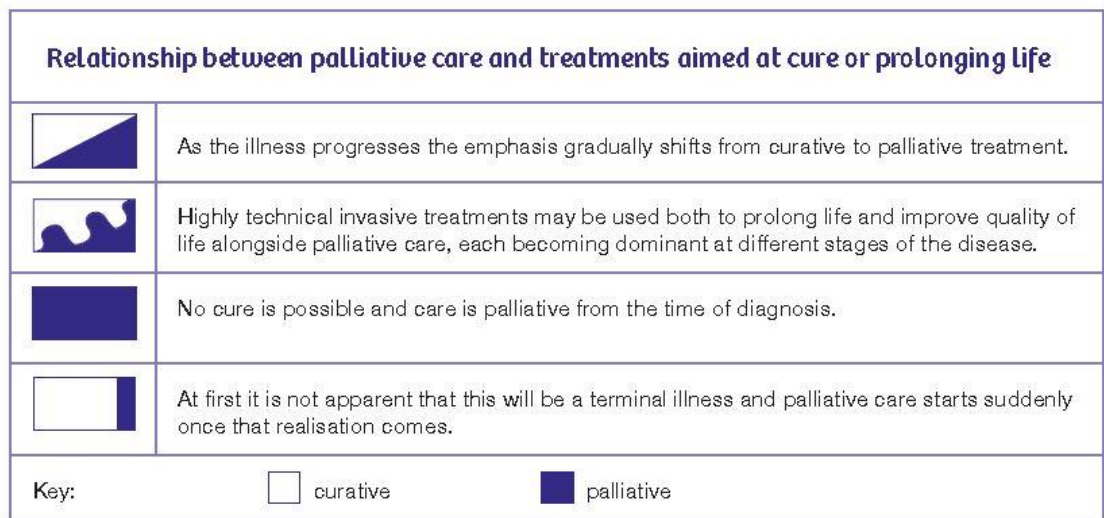 Relationship between palliative care and treatments aimed at cure or prolonging life
As the illness progresses the emphasis gradually shifts from curative to palliative treatment.
Highly technical invasive treatments may be used both to prolong life and improve quality of
life alongside palliative care, each becoming dominant at different stages of the disease.
No cure is possible and care is palliative from the time of diagnosis.
At first it is not apparent that this will be a terminal illness and palliative care starts suddenly
once that realisation comes.
Key: curative palliative